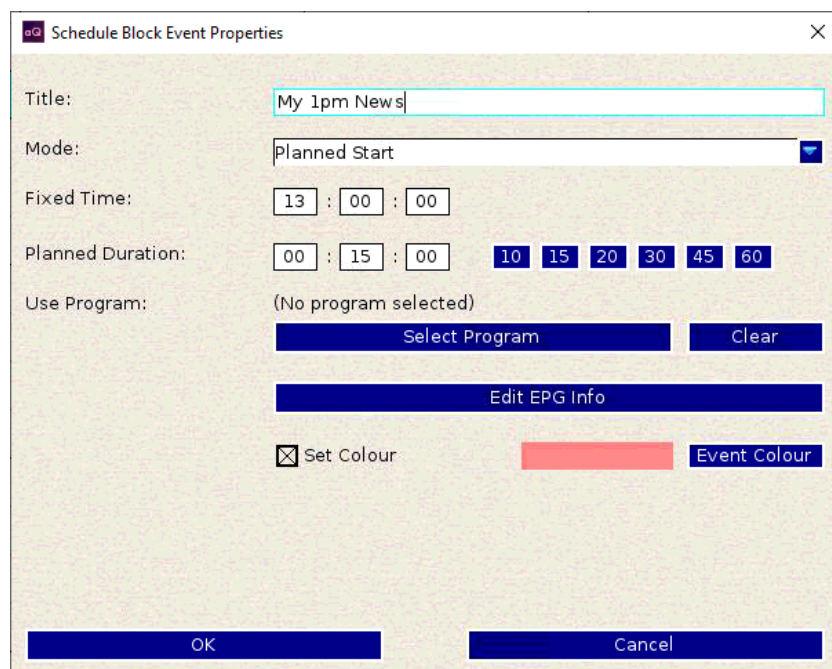 aQ Schedule Block Event Properties
Title: My 1pm News
Mode: Planned Start
Fixed Time: 13 : 00 : 00
Planned Duration: 00 : 15 : 00 10 15 20 30 45 60
Use Program: (No program selected)
Select Program Clear
Edit EPG Info
Set Colour Event Colour
OK Cancel